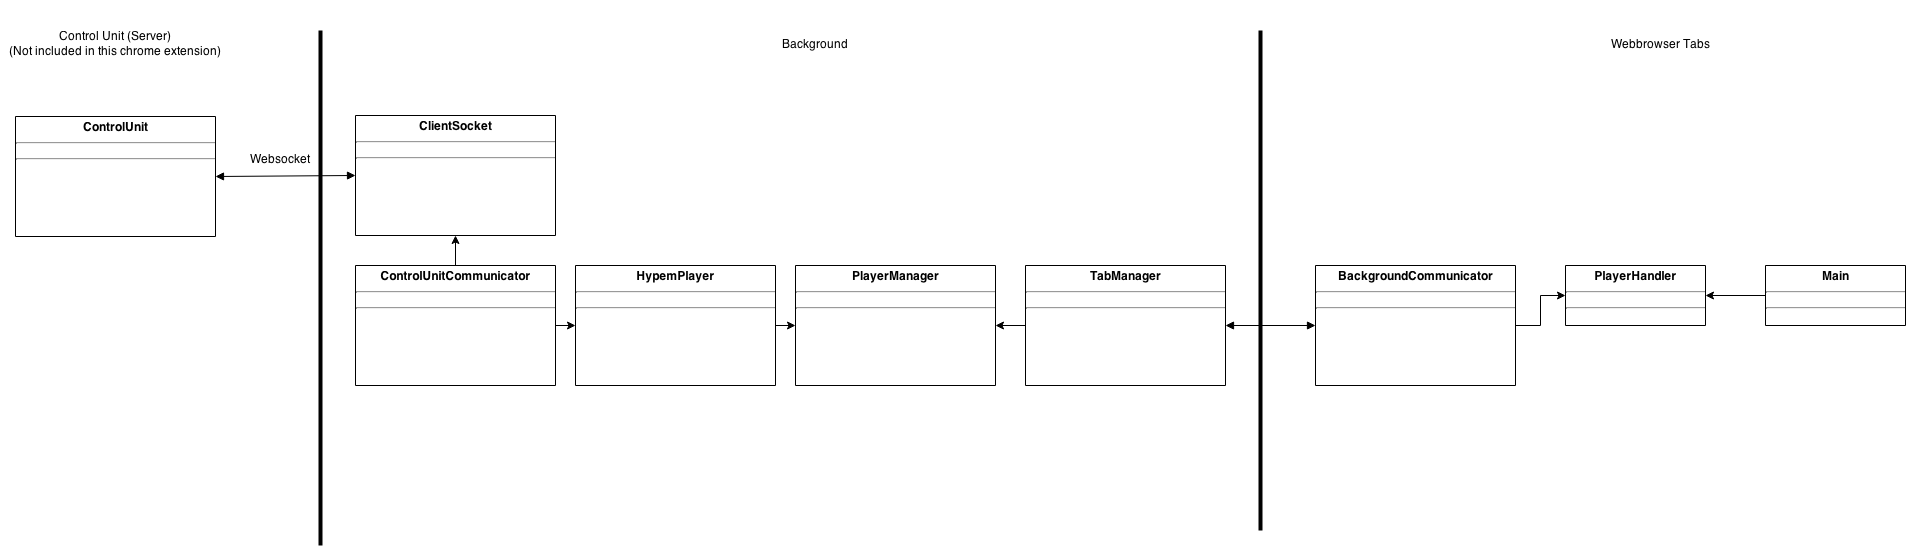 Control Unit (Server)
(Not included in this chrome extension)
Background
Webbrowser Tabs
ControlUnit
Websocket
ClientSocket
ControlUnitCommunicator
HypemPlayer
PlayerManager
TabManager
BackgroundCommunicator
PlayerHandler
Main